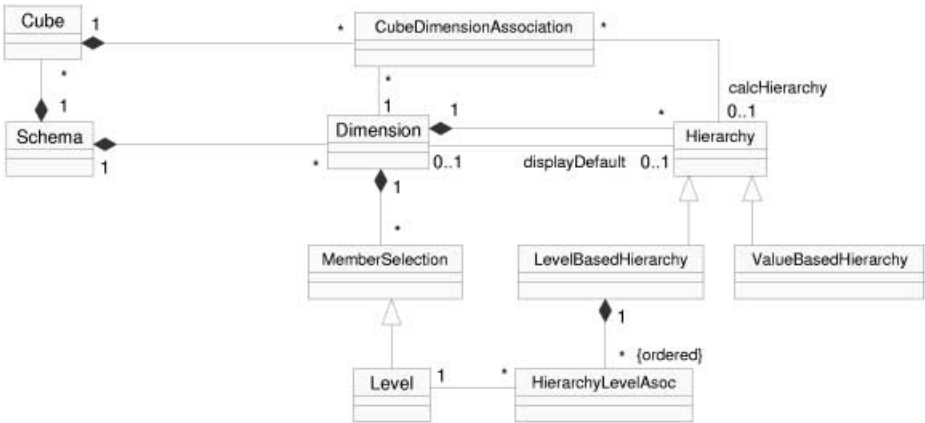 Cube
1
*
CubeDimensionAssociation
*
*
1
*
1
calcHierarchy
0..1
Schema
1
*
Dimension
1
*
Hierarchy
0..1
displayDefault
0..1
1
*
MemberSelection
LevelBasedHierarchy
ValueBasedHierarchy
1
* {ordered}
Level
1
*
HierarchyLevelAsoc